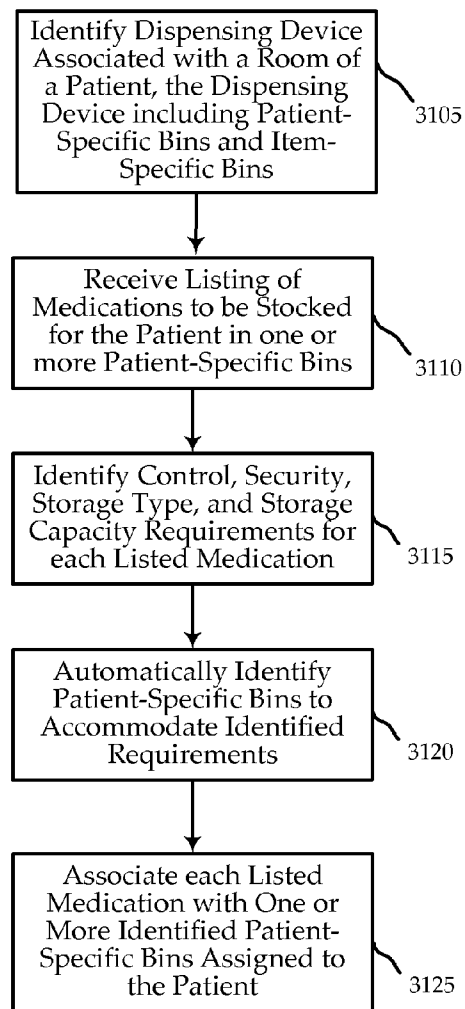 Identify Dispensing Device
Associated with a Room of
a Patient, the Dispensing
Device including Patient-
Specific Bins and Item-
Specific Bins
3105
Receive Listing of
Medications to be Stocked
for the Patient in one or
more Patient-Specific Bins
3110
Identify Control, Security,
Storage Type, and Storage
Capacity Requirements for
each Listed Medication
3115
Automatically Identify
Patient-Specific Bins to
Accommodate Identified
Requirements
3120
Associate each Listed
Medication with One or
More Identified Patient-
Specific Bins Assigned to
the Patient
3125